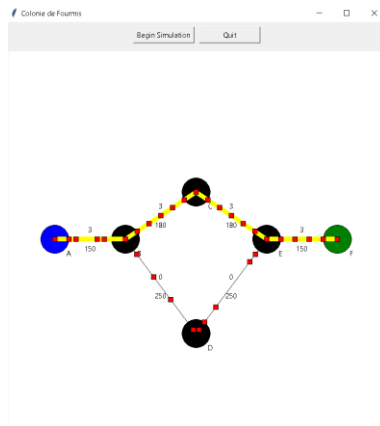 Colonie de Fourmis
Begin Simulation Quit
C
3 3
180 180
3 3
150 150
A E F
0 0
250 250
D